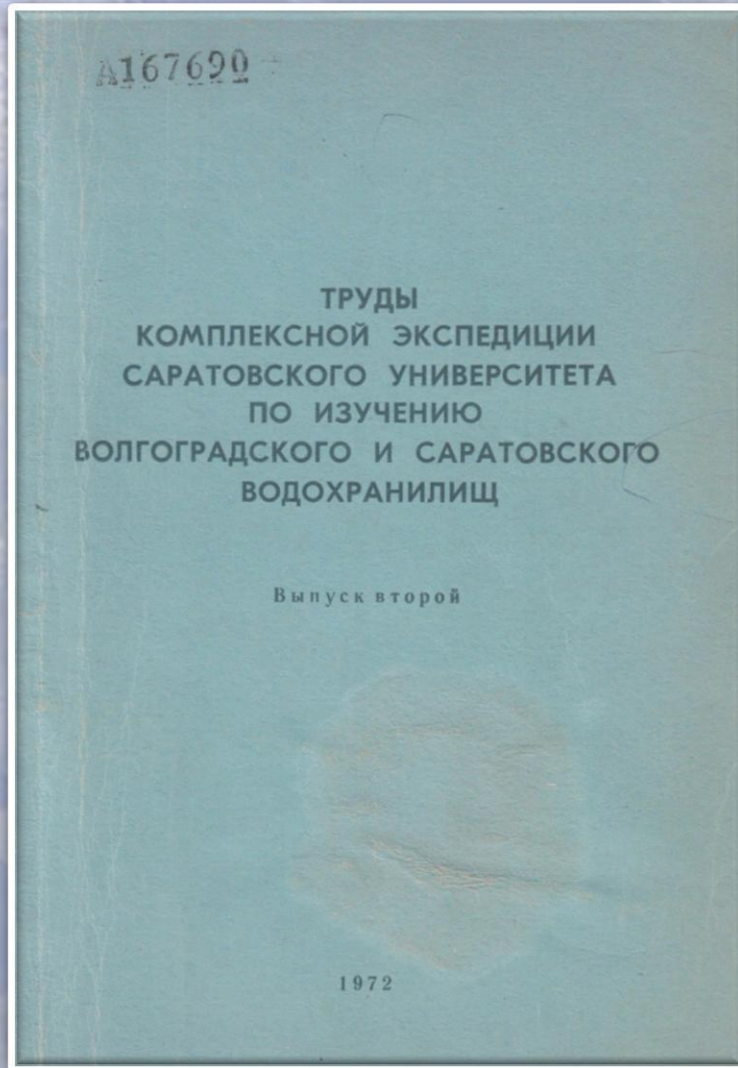 А167690
ТРУДЫ
КОМПЛЕКСНОЙ ЭКСПЕДИЦИИ
САРАТОВСКОГО УНИВЕРСИТЕТА
ПО ИЗУЧЕНИЮ
ВОЛГОГРАДСКОГО И САРАТОВСКОГО
ВОДОХРАНИЛИЩ
Выпуск второй
1972